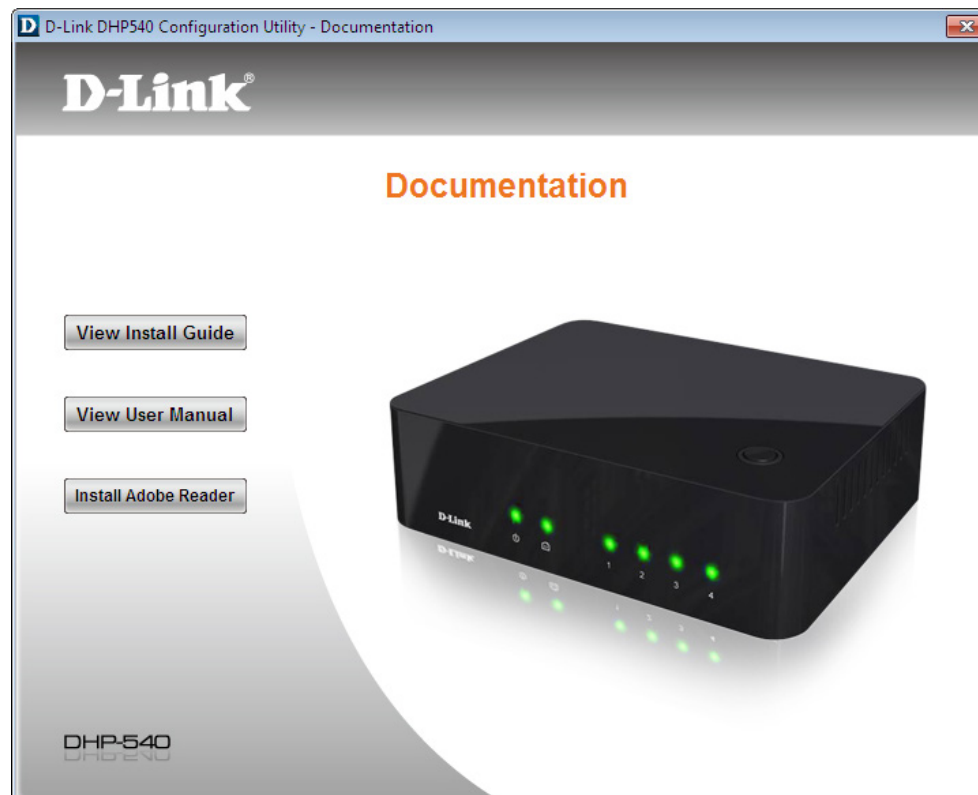 D D-Link DHP540 Configuration Utility - Documentation
D-Link®
Documentation
View Install Guide
View User Manual
Install Adobe Reader
D-Link
1 2 3 4
DHP-540